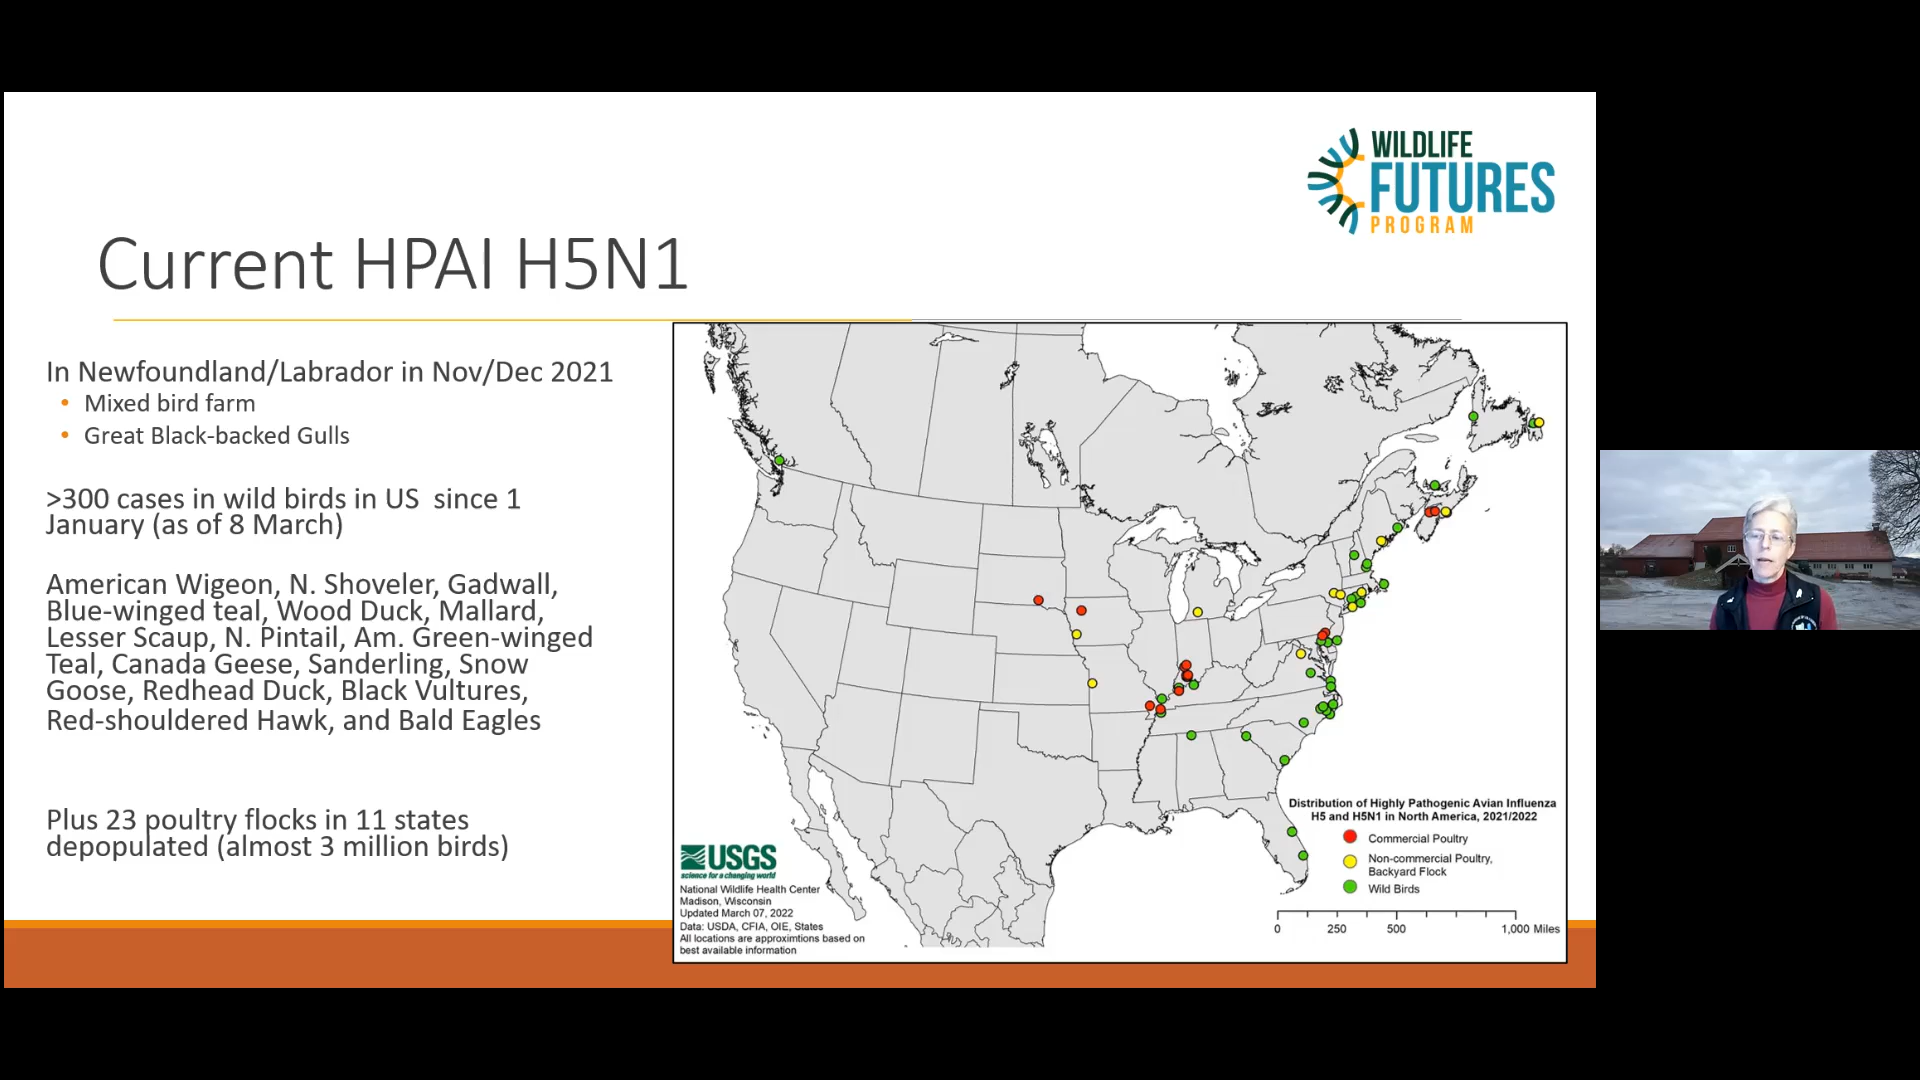 WILDLIFE
FUTURES
PROGRAM
Current HPAI H5N1
In Newfoundland/Labrador in Nov/Dec 2021
• Mixed bird farm
• Great Black-backed Gulls
>300 cases in wild birds in US since 1
January (as of 8 March)
American Wigeon, N. Shoveler, Gadwall,
Blue-winged teal, Wood Duck, Mallard,
Lesser Scaup, N. Pintail, Am. Green-winged
Teal, Canada Geese, Sanderling, Snow
Goose, Redhead Duck, Black Vultures,
Red-shouldered Hawk, and Bald Eagles
Plus 23 poultry flocks in 11 states
depopulated (almost 3 million birds)
USGS
science for a changing world
National Wildlife Health Center
Madison, Wisconsin
Updated March 07, 2022
Data: USDA, CFIA, OIE, States
All locations are approximtions based on
best available information
Distribution of Highly Pathogenic Avian Influenza
H5 and H5N1 in North America, 2021/2022
Commercial Poultry
Non-commercial Poultry,
Backyard Flock
Wild Birds
0 250 500 1,000 Miles